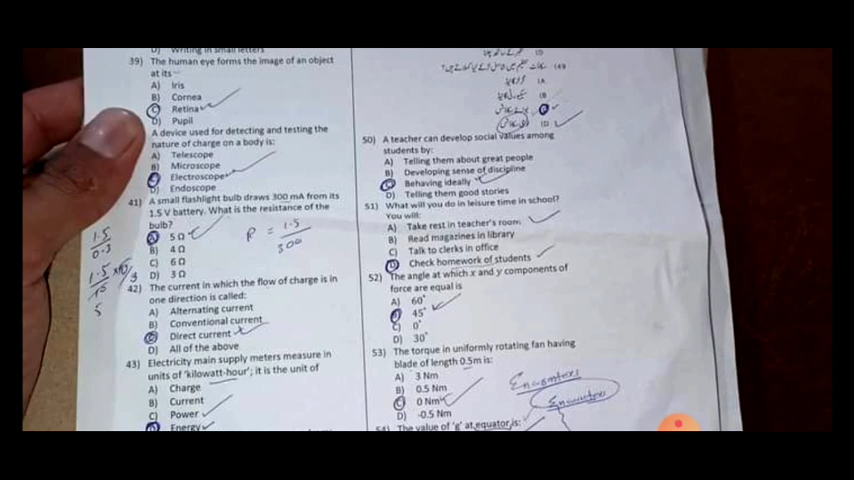 D) Writing in small letters
39) The human eye forms the image of an object
at its
A) Iris
B) Cornea
C) Retina
D) Pupil
A device used for detecting and testing the
nature of charge on a body is:
A) Telescope
B) Microscope
C) Electroscope
D) Endoscope
41) A small flashlight bulb draws 300 mA from its
1.5 V battery. What is the resistance of the
bulb?
A) 5 Ω
B) 4 Ω
C) 6 Ω
D) 3 Ω
R = 1.5
300
1.5
0.3
42) The current in which the flow of charge is in
one direction is called:
A) Alternating current
B) Conventional current
C) Direct current
D) All of the above
43) Electricity main supply meters measure in
units of 'kilowatt-hour'; it is the unit of
A) Charge
B) Current
C) Power
D) Energy
(49
(A
(B
(D
50) A teacher can develop social values among
students by:
A) Telling them about great people
B) Developing sense of discipline
C) Behaving ideally
D) Telling them good stories
51) What will you do in leisure time in school?
You will:
A) Take rest in teacher's room
B) Read magazines in library
C) Talk to clerks in office
D) Check homework of students
52) The angle at which x and y components of
force are equal is
A) 60°
B) 45°
C) 0°
D) 30°
53) The torque in uniformly rotating fan having
blade of length 0.5m is:
A) 3 Nm
B) 0.5 Nm
C) 0 Nm
D) -0.5 Nm
54) The value of 'g' at equator is: